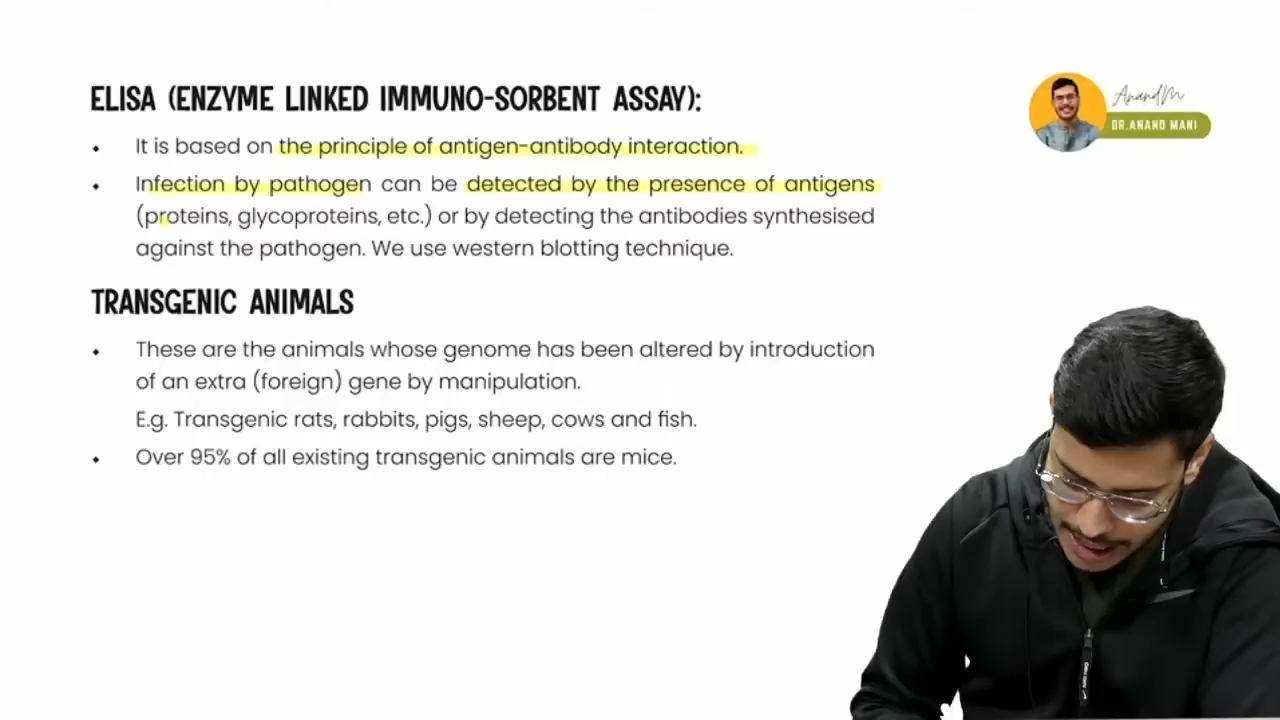 ELISA (ENZYME LINKED IMMUNO-SORBENT ASSAY):
AnandM
DR.ANAND MANI
• It is based on the principle of antigen-antibody interaction.
• Infection by pathogen can be detected by the presence of antigens
(proteins, glycoproteins, etc.) or by detecting the antibodies synthesised
against the pathogen. We use western blotting technique.
TRANSGENIC ANIMALS
• These are the animals whose genome has been altered by introduction
of an extra (foreign) gene by manipulation.
E.g. Transgenic rats, rabbits, pigs, sheep, cows and fish.
• Over 95% of all existing transgenic animals are mice.